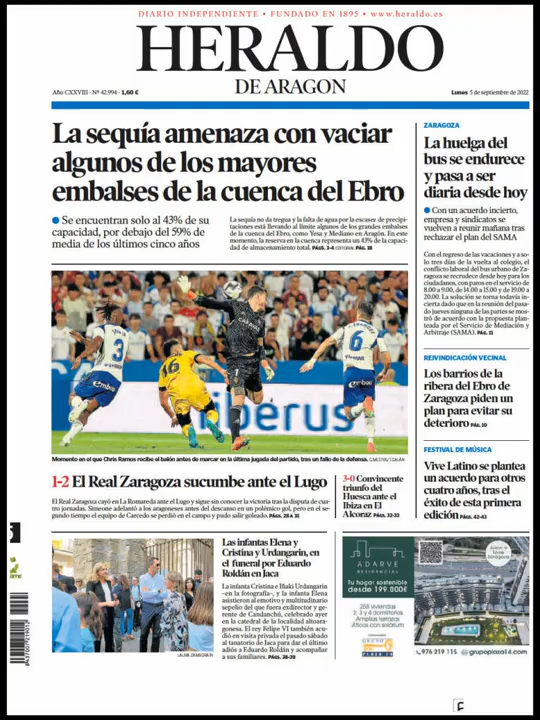 DIARIO INDEPENDIENTE • FUNDADO EN 1895 • www.heraldo.es
HERALDO
DE ARAGON
Año CXXVIII - Nº 42.994 - 1,60 €
Lunes 5 de septiembre de 2022
La sequía amenaza con vaciar
algunos de los mayores
embalses de la cuenca del Ebro
Se encuentran solo al 43% de su
capacidad, por debajo del 59% de
media de los últimos cinco años
La sequía no da tregua y la falta de agua por la escasez de precipi-
taciones está llevando al límite algunos de los grandes embalses
de la cuenca del Ebro, como Yesa y Mediano en Aragón. En este
momento, la reserva en la cuenca representa un 43% de la capaci-
dad de almacenamiento total. PÁGS. 3-4 EDITORIAL PÁG. 18
ZARAGOZA
La huelga del
bus se endurece
y pasa a ser
diaria desde hoy
Con un acuerdo incierto,
empresa y sindicatos se
vuelven a reunir mañana tras
rechazar el plan del SAMA
Con el regreso de las vacaciones y a so-
lo tres días de la vuelta al colegio, el
conflicto laboral del bus urbano de Za-
ragoza se recrudece desde hoy para los
ciudadanos, con paros en el servicio de
8.00 a 9.00, de 14.00 a 15.00 y de 19.00 a
20.00. La solución se torna todavía in-
cierta dado que en la reunión del pasa-
do jueves ninguna de las partes se mos-
tró de acuerdo con la propuesta plan-
teada por el Servicio de Mediación y
Arbitraje (SAMA). PÁG. 11
REIVINDICACIÓN VECINAL
Los barrios de la
ribera del Ebro de
Zaragoza piden un
plan para evitar su
deterioro PÁG. 10
FESTIVAL DE MÚSICA
Vive Latino se plantea
un acuerdo para otros
cuatro años, tras el
éxito de esta primera
edición PÁGS. 42-43
3
16
6
embou
ibérus
Momento en el que Chris Ramos recibe el balón antes de marcar en la última jugada del partido, tras un fallo de la defensa.
1-2 El Real Zaragoza sucumbe ante el Lugo
El Real Zaragoza cayó en La Romareda ante el Lugo y sigue sin conocer la victoria tras la disputa de cua-
tro jornadas. Simeone adelantó a los aragoneses antes del descanso en un polémico gol, pero en el se-
gundo tiempo el equipo de Carcedo se perdió en el campo y pudo salir goleado. PÁGS. 28 A 31
3-0 Convincente
triunfo del
Huesca ante el
Ibiza en El
Alcoraz PÁGS. 32-33
Las infantas Elena y
Cristina y Urdangarin, en
el funeral por Eduardo
Roldán en Jaca
La infanta Cristina e Iñaki Urdangarin
–en la fotografía–, y la infanta Elena
asistieron al emotivo y multitudinario
sepelio del que fuera exdirector y ge-
rente de Candanchú, celebrado ayer
en la catedral de la localidad altoara-
gonesa. El rey Felipe VI también acu-
dió en visita privada el pasado sábado
al tanatorio de Jaca para dar el último
adiós a Eduardo Roldán y acompañar
a sus familiares. PÁGS. 38-39
LAURA ZAMBORAÍN
ADARVE
RESIDENCIAL
Tu hogar sostenible
desde 199.000€
258 viviendas
2, 3 y 4 dormitorios
Amplias terrazas
Áticos con solárium
976 219 115
grupoplaza14.com